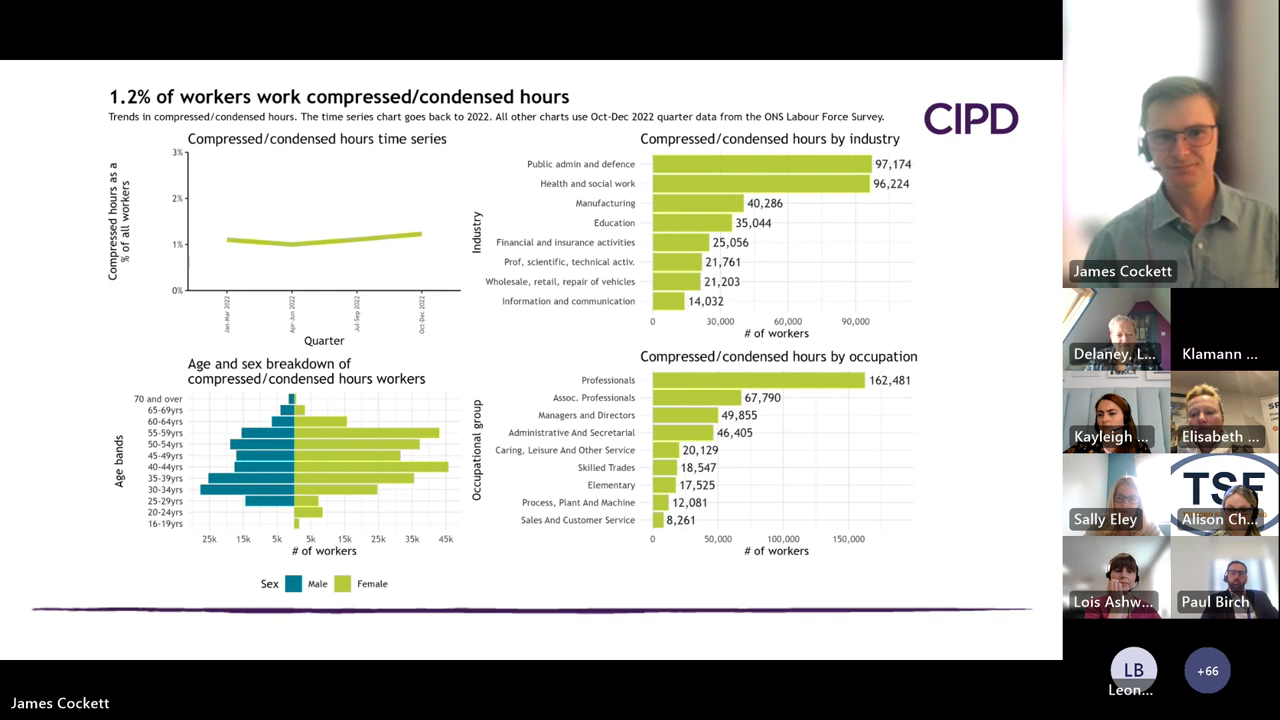 1.2% of workers work compressed/condensed hours
Trends in compressed/condensed hours. The time series chart goes back to 2022. All other charts use Oct-Dec 2022 quarter data from the ONS Labour Force Survey.
CIPD
Compressed/condensed hours time series
Compressed hours as a
% of all workers
3%
2%
1%
0%
Jan-Mar 2022
Apr-Jun 2022
Jul-Sep 2022
Oct-Dec 2022
Quarter
Compressed/condensed hours by industry
Industry
Public admin and defence 97,174
Health and social work 96,224
Manufacturing 40,286
Education 35,044
Financial and insurance activities 25,056
Prof, scientific, technical activ. 21,761
Wholesale, retail, repair of vehicles 21,203
Information and communication 14,032
0 30,000 60,000 90,000
# of workers
Age and sex breakdown of
compressed/condensed hours workers
Age bands
70 and over
65-69yrs
60-64yrs
55-59yrs
50-54yrs
45-49yrs
40-44yrs
35-39yrs
30-34yrs
25-29yrs
20-24yrs
16-19yrs
25k 15k 5k 5k 15k 25k 35k 45k
# of workers
Sex Male Female
Compressed/condensed hours by occupation
Occupational group
Professionals 162,481
Assoc. Professionals 67,790
Managers and Directors 49,855
Administrative And Secretarial 46,405
Caring, Leisure And Other Service 20,129
Skilled Trades 18,547
Elementary 17,525
Process, Plant And Machine 12,081
Sales And Customer Service 8,261
0 50,000 100,000 150,000
# of workers
James Cockett
Delaney, L...
Klamann ...
Kayleigh ...
Elisabeth ...
Sally Eley
TSF
Alison Ch...
Lois Ashw...
Paul Birch
LB
Leon...
+66
James Cockett